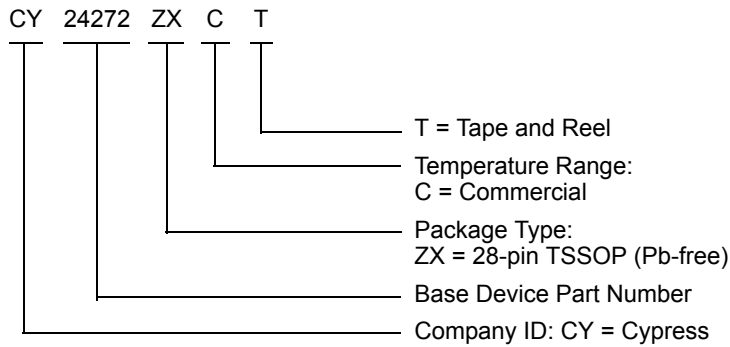 CY 24272 ZX C T
T = Tape and Reel
Temperature Range:
C = Commercial
Package Type:
ZX = 28-pin TSSOP (Pb-free)
Base Device Part Number
Company ID: CY = Cypress